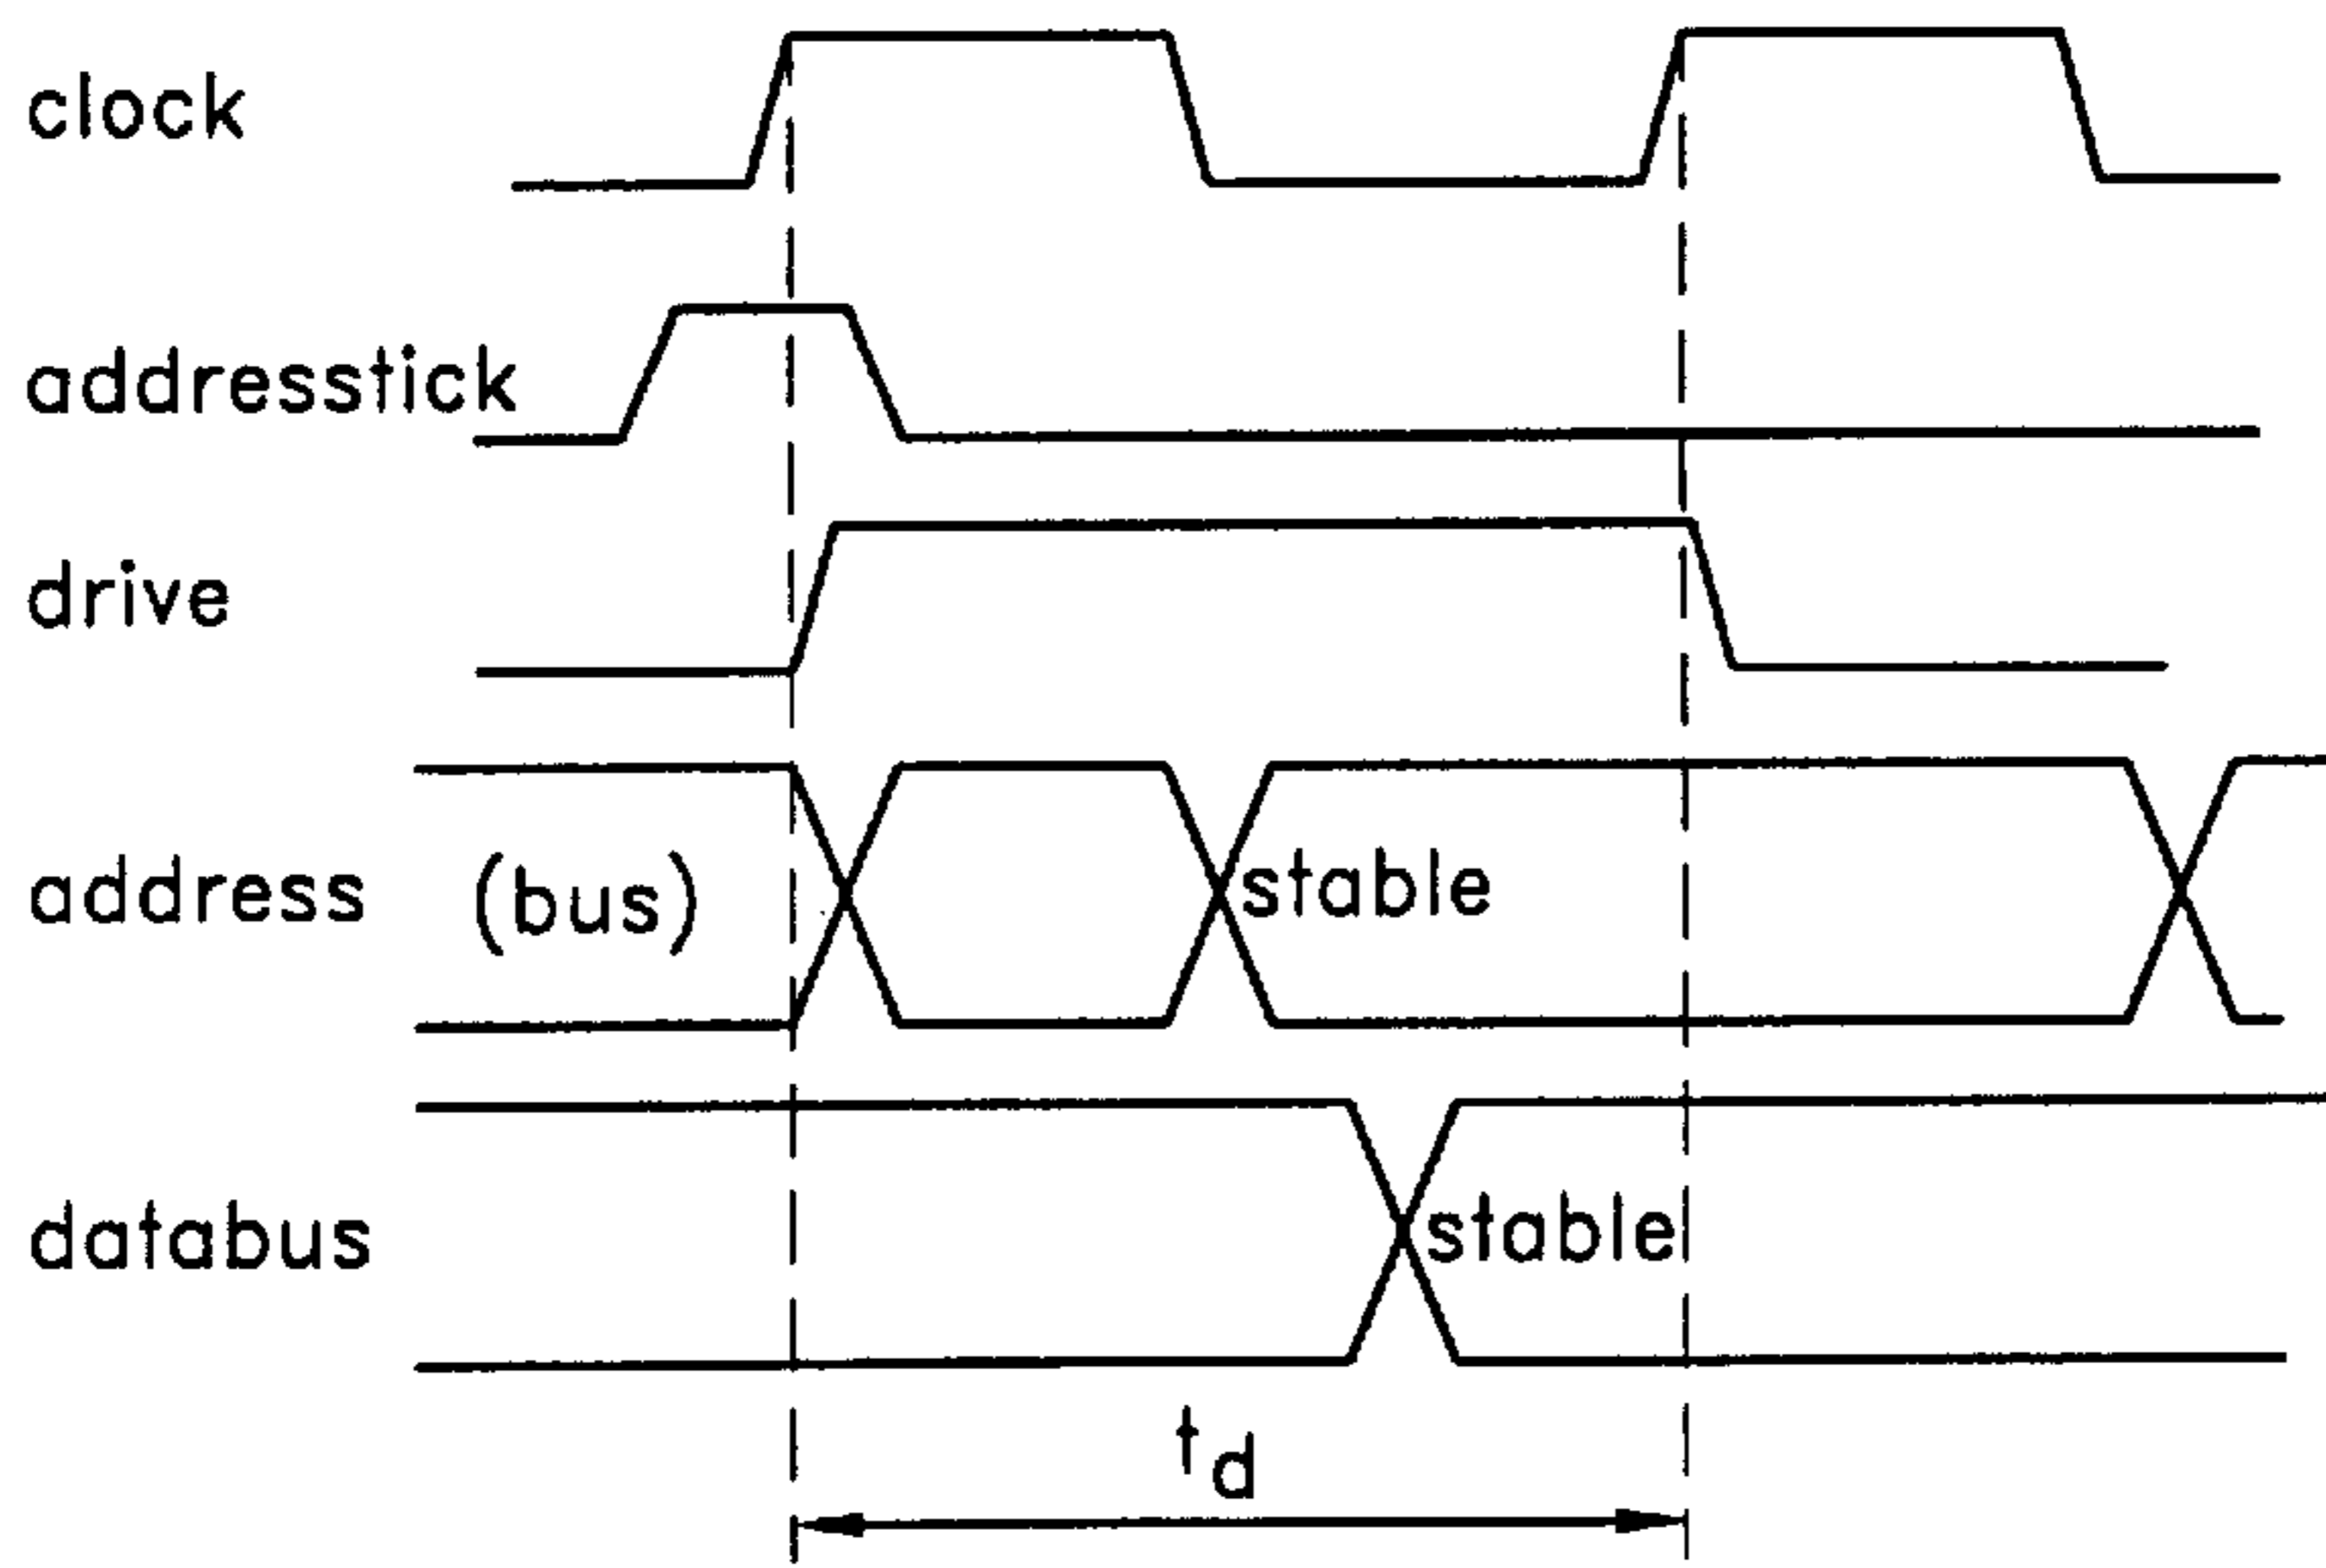 clock
addresstick
drive
address (bus) stable
databus stable
td